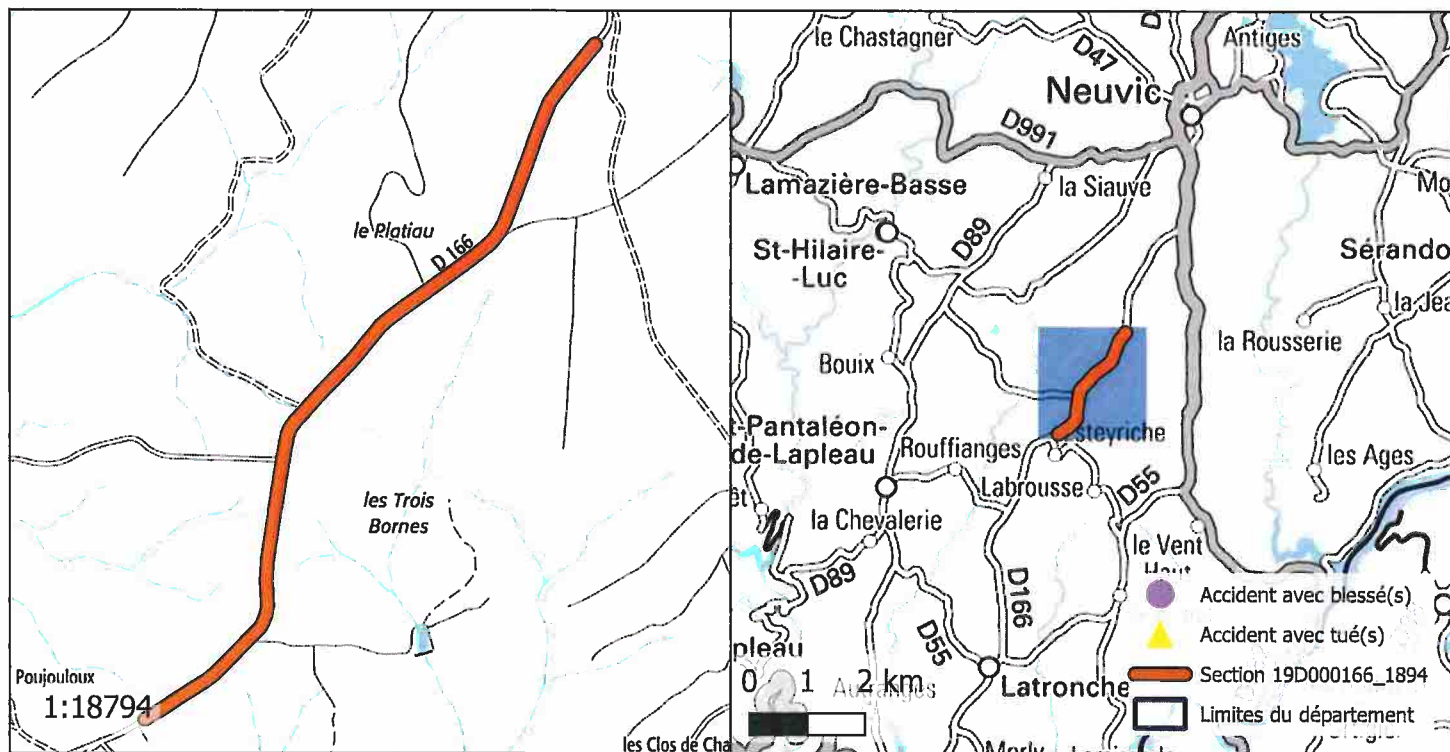 le Platiau
D 166
les Trois
Bornes
Poujouloux
1:18794
les Clos de Cha
le Chastagner
D47
Antiges
Neuvic
D991
Lamazière-Basse
la Siauve
St-Hilaire-
-Luc
D89
Sérando
la Jea
la Rousserie
Bouix
t-Pantaléon-
de-Lapleau
Rouffianges
steyriche
les Ages
Labrousse
D55
la Chevalerie
le Vent
Haut
D89
D166
D55
pleau
Latronche
0 1 2 km
Accident avec blessé(s)
Accident avec tué(s)
Section 19D000166_1894
Limites du département